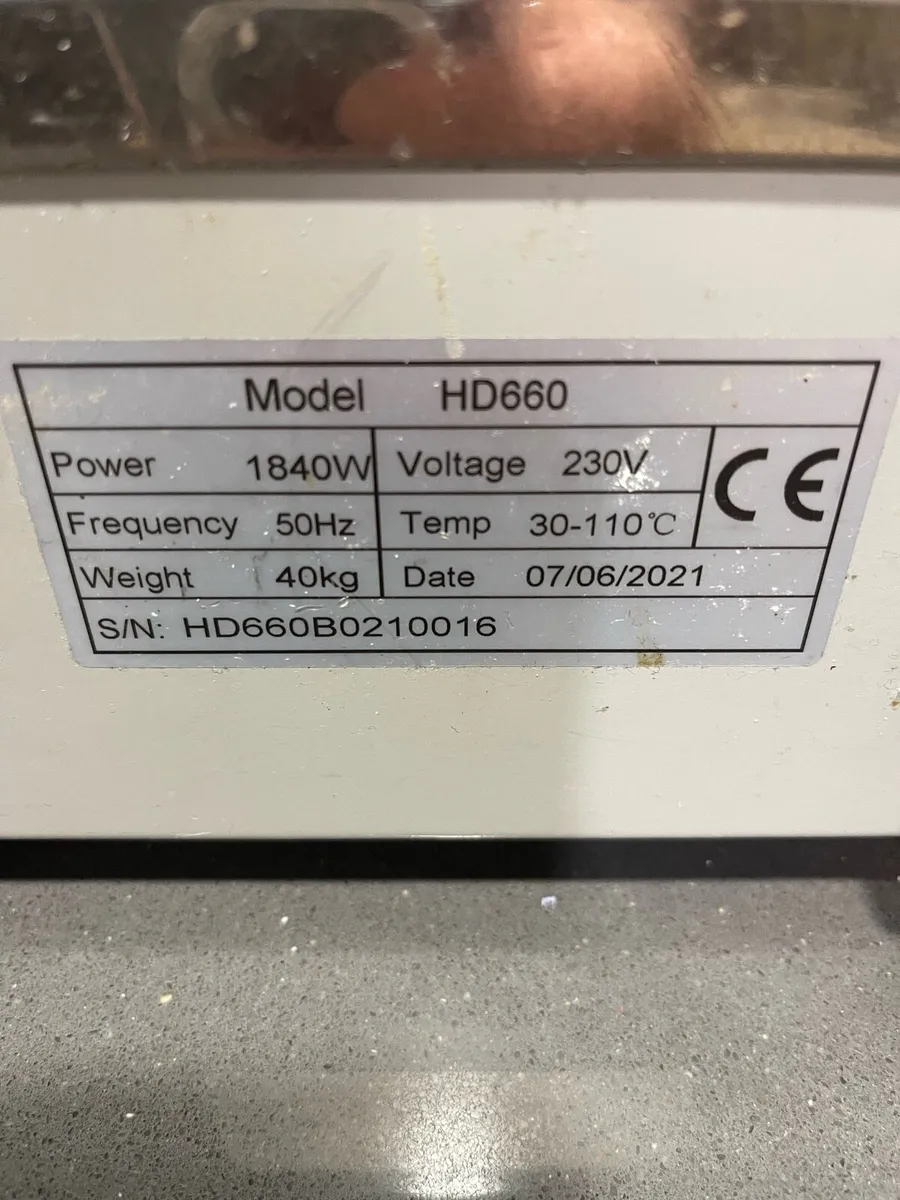 Model HD660
Power 1840W Voltage 230V CE
Frequency 50Hz Temp 30-110℃
Weight 40kg Date 07/06/2021
S/N: HD660B0210016